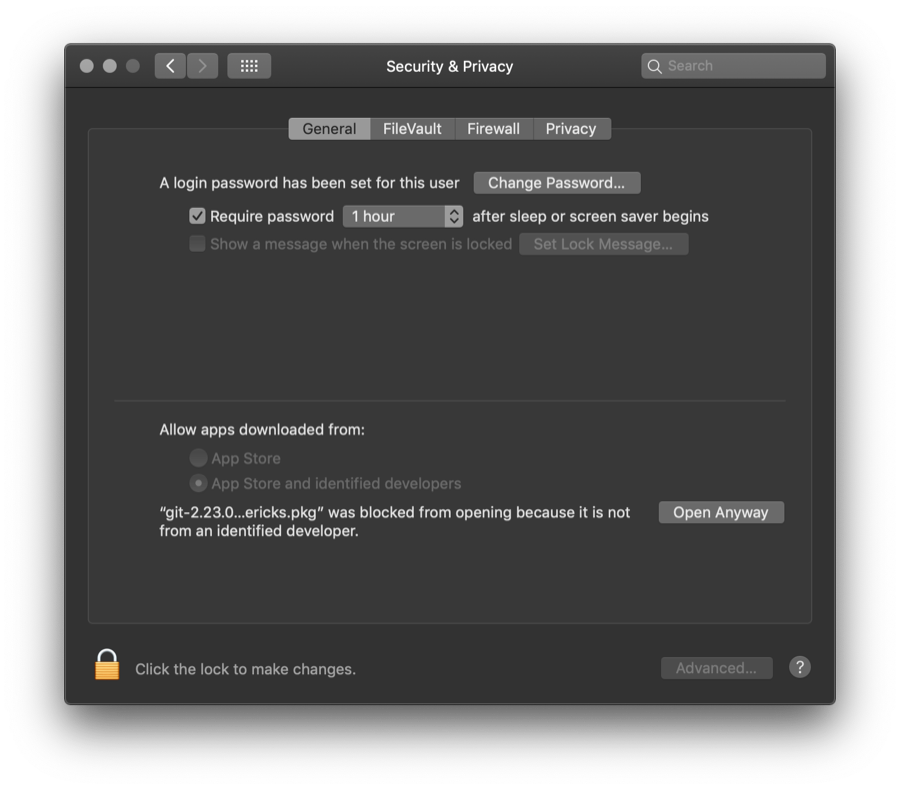 Security & Privacy
Search
General FileVault Firewall Privacy
A login password has been set for this user Change Password...
Require password 1 hour after sleep or screen saver begins
Show a message when the screen is locked Set Lock Message...
Allow apps downloaded from:
App Store
App Store and identified developers
“git-2.23.0...ericks.pkg” was blocked from opening because it is not
from an identified developer.
Open Anyway
Click the lock to make changes.
Advanced...
?